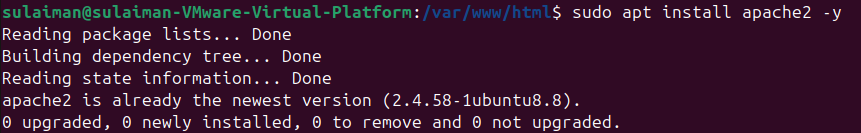 sulaiman@sulaiman-VMware-Virtual-Platform:/var/www/html$ sudo apt install apache2 -y
Reading package lists... Done
Building dependency tree... Done
Reading state information... Done
apache2 is already the newest version (2.4.58-1ubuntu8.8).
0 upgraded, 0 newly installed, 0 to remove and 0 not upgraded.